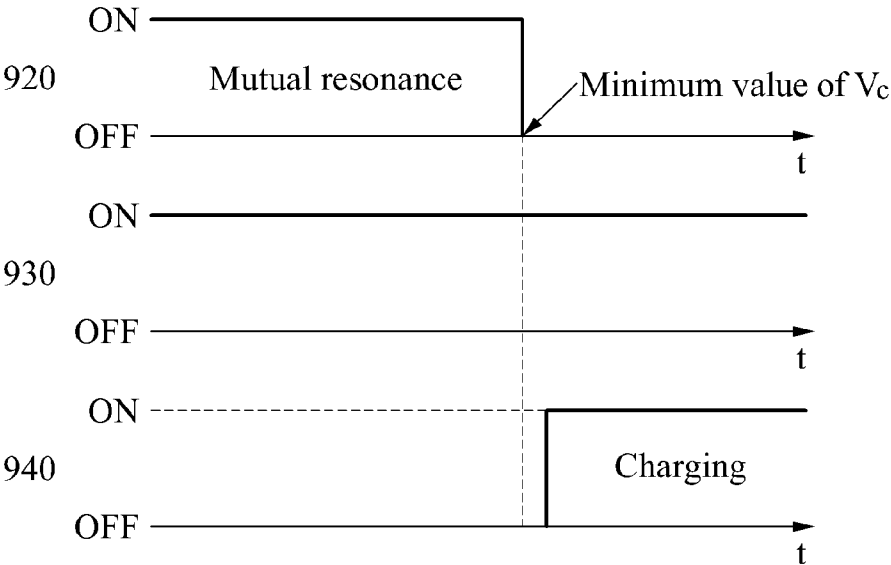 ON
920
Mutual resonance
Minimum value of Vc
OFF
t
ON
930
OFF
t
ON
940
Charging
OFF
t